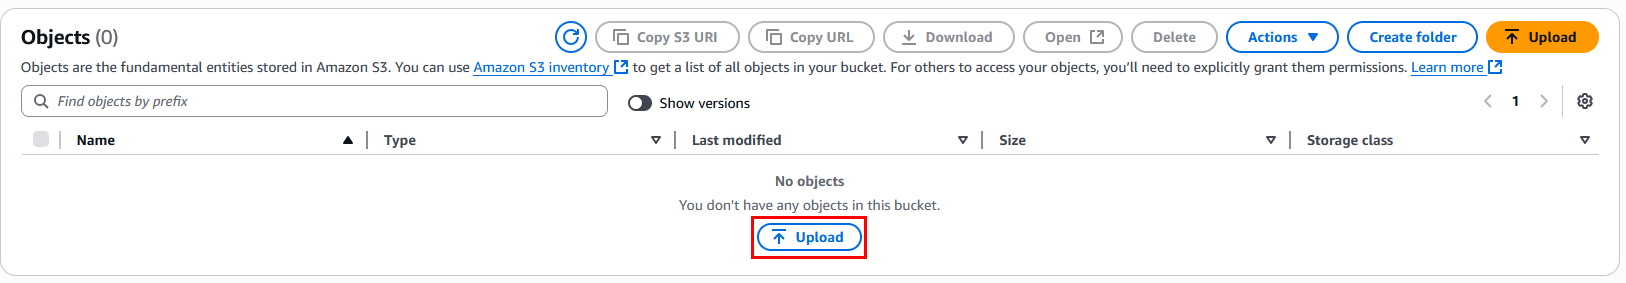 Objects (0)
Copy S3 URI
Copy URL
Download
Open
Delete
Actions
Create folder
Upload
Objects are the fundamental entities stored in Amazon S3. You can use Amazon S3 inventory to get a list of all objects in your bucket. For others to access your objects, you'll need to explicitly grant them permissions. Learn more
Find objects by prefix
Show versions
1
Name
Type
Last modified
Size
Storage class
No objects
You don't have any objects in this bucket.
Upload